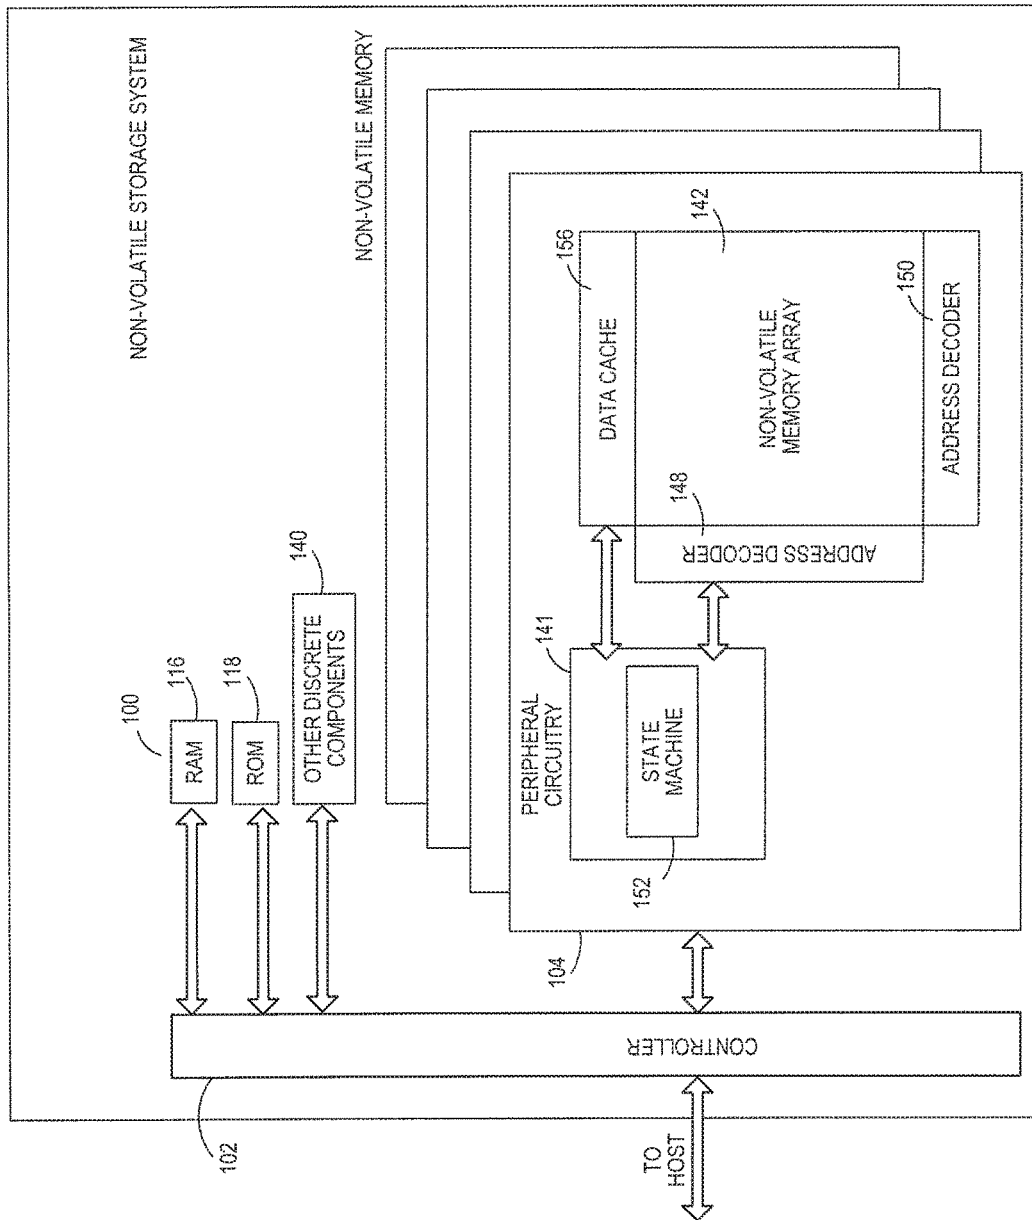 NON-VOLATILE STORAGE SYSTEM
100
RAM
116
ROM
118
OTHER DISCRETE
COMPONENTS
140
NON-VOLATILE MEMORY
102
CONTROLLER
TO
HOST
104
PERIPHERAL
CIRCUITRY
141
STATE
MACHINE
152
DATA CACHE
156
ADDRESS DECODER
148
NON-VOLATILE
MEMORY ARRAY
142
ADDRESS DECODER
150